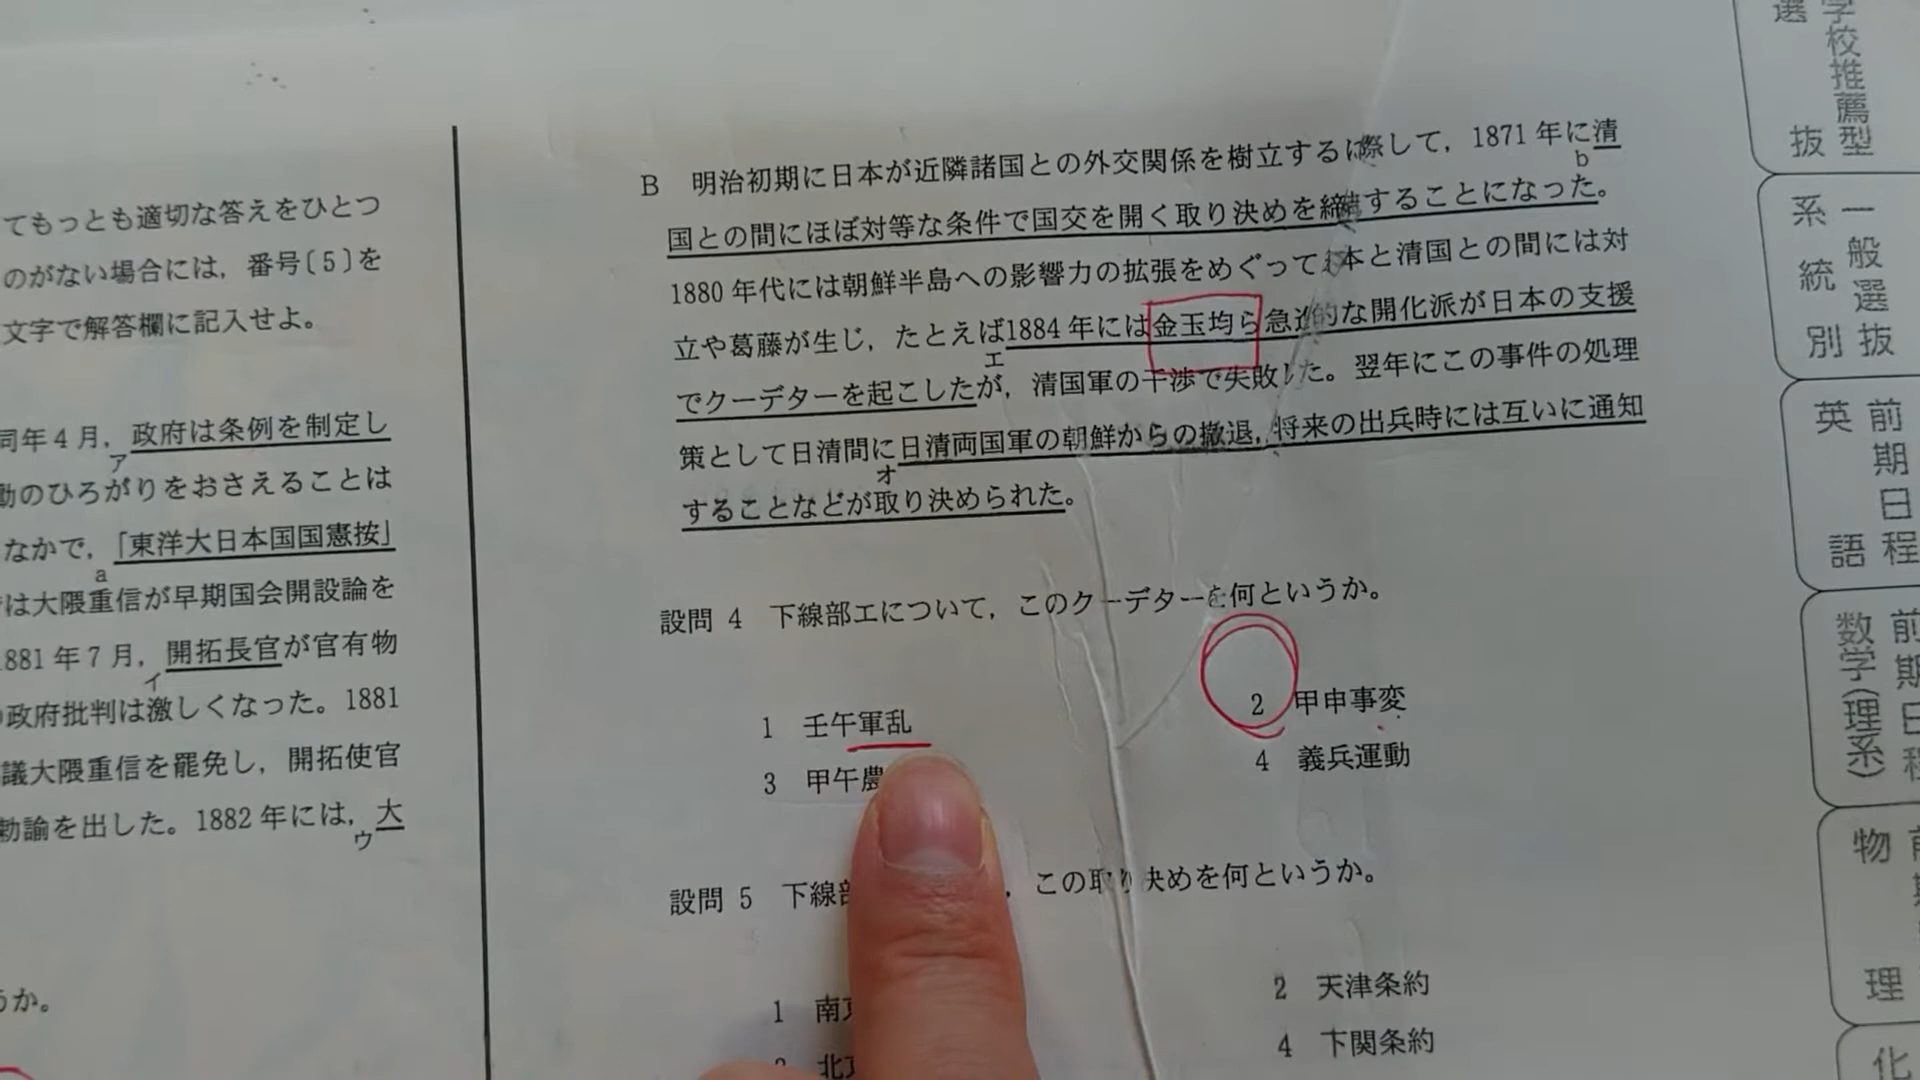 てもっとも適切な答えをひとつ
のがない場合には，番号〔5〕を
文字で解答欄に記入せよ。
同年4月，政府は条例を制定し
ア
動のひろがりをおさえることは
なかで，「東洋大日本国国憲按」
a
は大隈重信が早期国会開設論を
881年7月，開拓長官が官有物
イ
政府批判は激しくなった。1881
議大隈重信を罷免し，開拓使官
勅諭を出した。1882年には，大
ウ
うか。
B 明治初期に日本が近隣諸国との外交関係を樹立するに際して，1871年に清
b
国との間にほぼ対等な条件で国交を開く取り決めを締結することになった。
1880年代には朝鮮半島への影響力の拡張をめぐって日本と清国との間には対
立や葛藤が生じ，たとえば1884年には金玉均ら急進的な開化派が日本の支援
エ
でクーデターを起こしたが，清国軍の干渉で失敗した。翌年にこの事件の処理
策として日清間に日清両国軍の朝鮮からの撤退，将来の出兵時には互いに通知
オ
することなどが取り決められた。
設問 4 下線部エについて，このクーデターを何というか。
1 壬午軍乱
2 甲申事変
3 甲午農
4 義兵運動
設問 5 下線部，この取り決めを何というか。
1 南京
2 天津条約
北京
4 下関条約
学校推薦型
選抜
一般選抜
系統別
前期日程
英語
前期日程
数学(理系)
物理
化